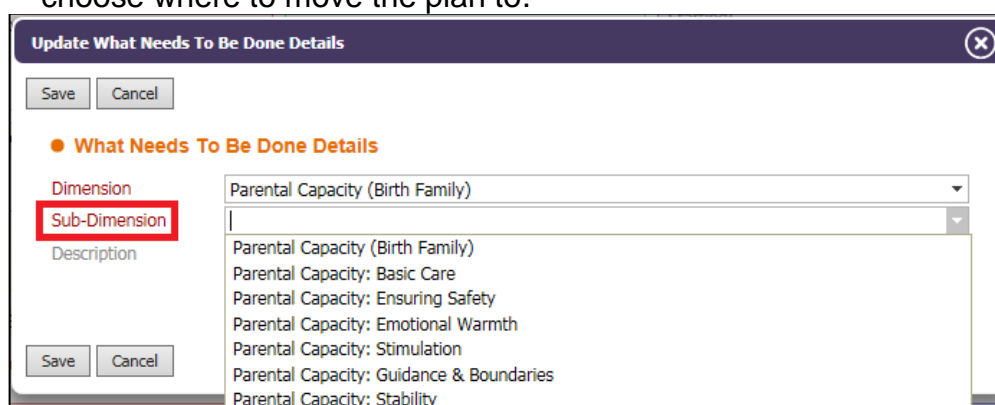 choose where to move the plan to.
Update What Needs To Be Done Details
Save Cancel
What Needs To Be Done Details
Dimension Parental Capacity (Birth Family)
Sub-Dimension
Description
Parental Capacity (Birth Family)
Parental Capacity: Basic Care
Parental Capacity: Ensuring Safety
Parental Capacity: Emotional Warmth
Parental Capacity: Stimulation
Parental Capacity: Guidance & Boundaries
Parental Capacity: Stability
Save Cancel